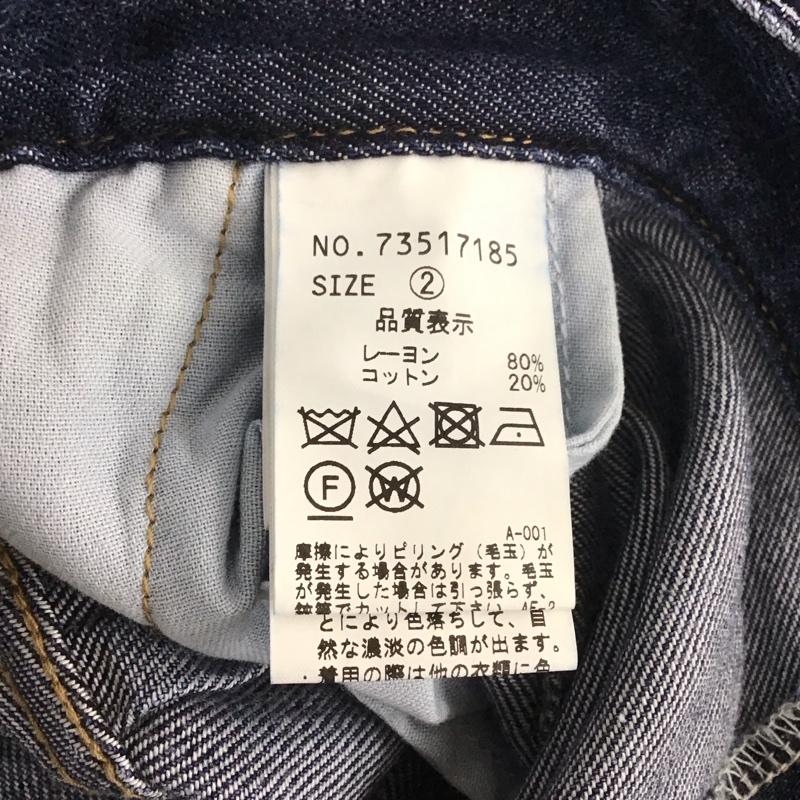 NO. 73517185
SIZE ②
品質表示
レーヨン 80%
コットン 20%
F W
A-001
摩擦によりピリング（毛玉）が
発生する場合があります。毛玉
が発生した場合は引っ張らず、
とにより色落ちして、自
然な濃淡の色調が出ます。
・着用の際は他の衣類に色